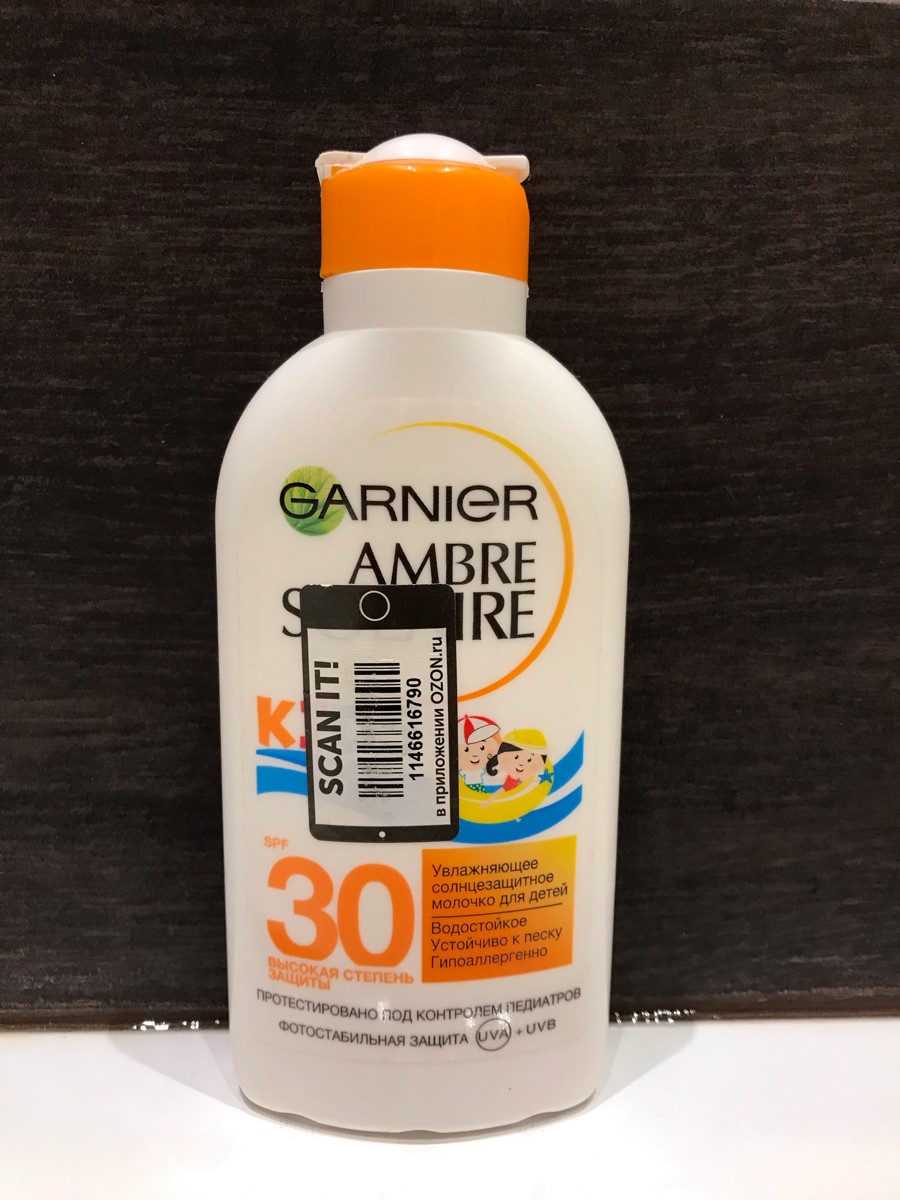 GARNIER
AMBRE
SCAN IT!
1146616790
в приложении OZON.ru
SPF
30
ВЫСОКАЯ СТЕПЕНЬ
ЗАЩИТЫ
Увлажняющее
солнцезащитное
молочко для детей
Водостойкое
Устойчиво к песку
Гипоаллергенно
ПРОТЕСТИРОВАНО ПОД КОНТРОЛЕМ ПЕДИАТРОВ
ФОТОСТАБИЛЬНАЯ ЗАЩИТА UVA + UVB